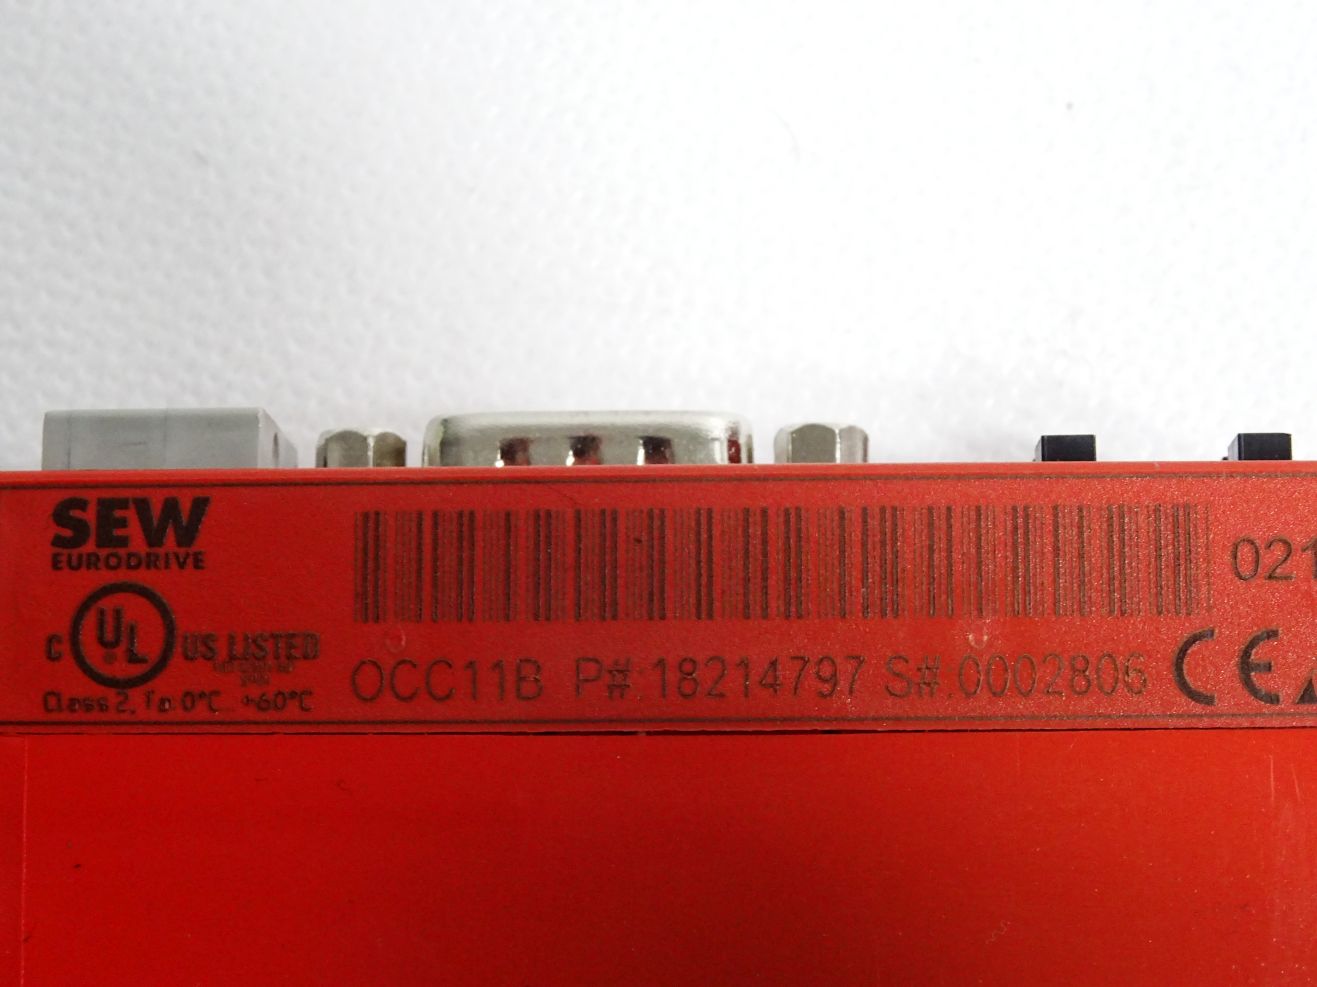 SEW
EURODRIVE
C UL US LISTED
Class 2, Ta 0°C... +60°C
021
OCC11B P#.18214797 S#.0002806 CE